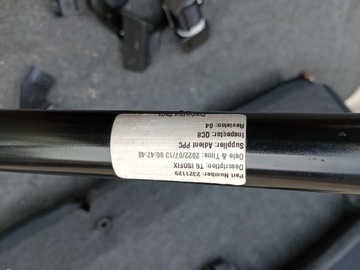 Part Number: 2321129
Description: T6 ISOFIX
Date & Time: 2022/07/13 06:47:40
Supplier: Adient PPC
Inspector: QC8
Revision: 04